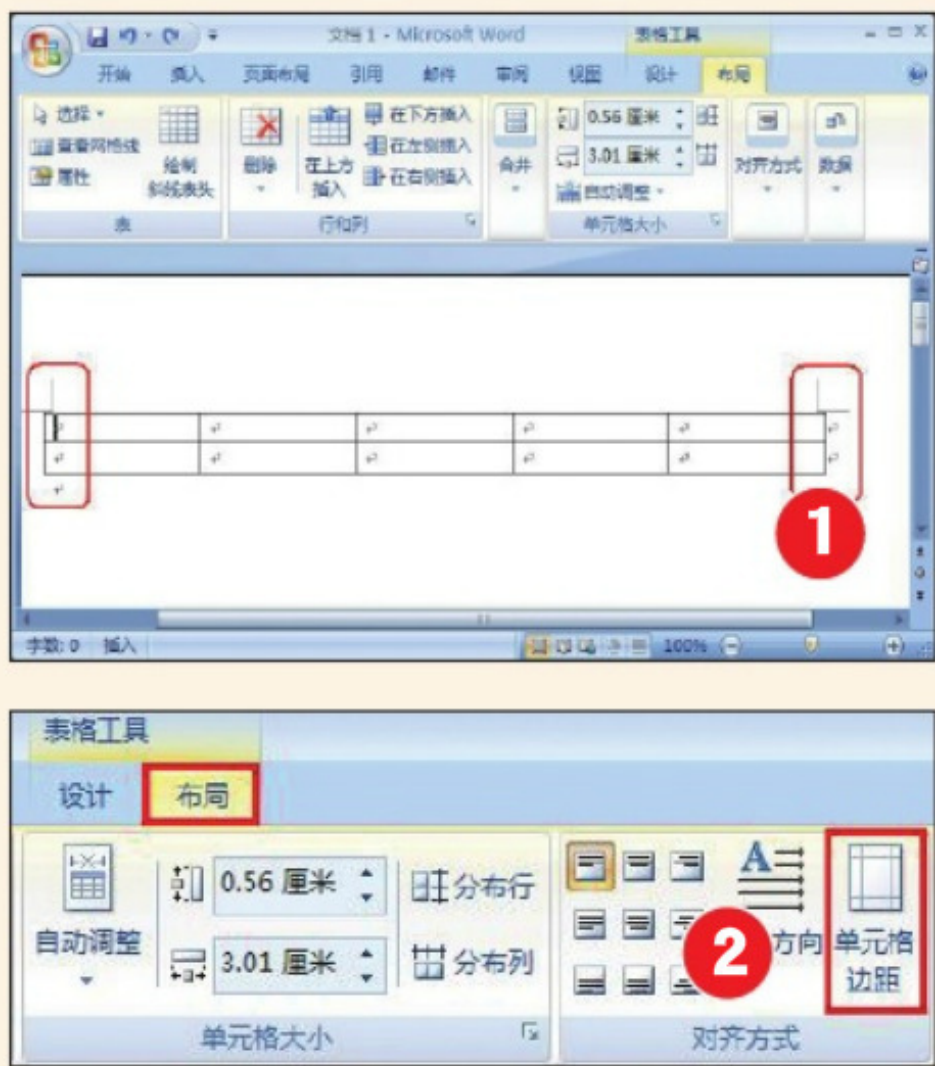 文档 1 - Microsoft Word
表格工具
开始 插入 页面布局 引用 邮件 审阅 视图 设计 布局
选择
查看网格线
属性
绘制
斜线表头
表
删除
在上方
插入
在下方插入
在左侧插入
在右侧插入
行和列
合并
0.56 厘米
3.01 厘米
自动调整
单元格大小
对齐方式
数据
1
字数: 0 插入 100%
表格工具
设计 布局
自动调整
0.56 厘米
3.01 厘米
分布行
分布列
单元格大小
A
2
方向
单元格
边距
对齐方式